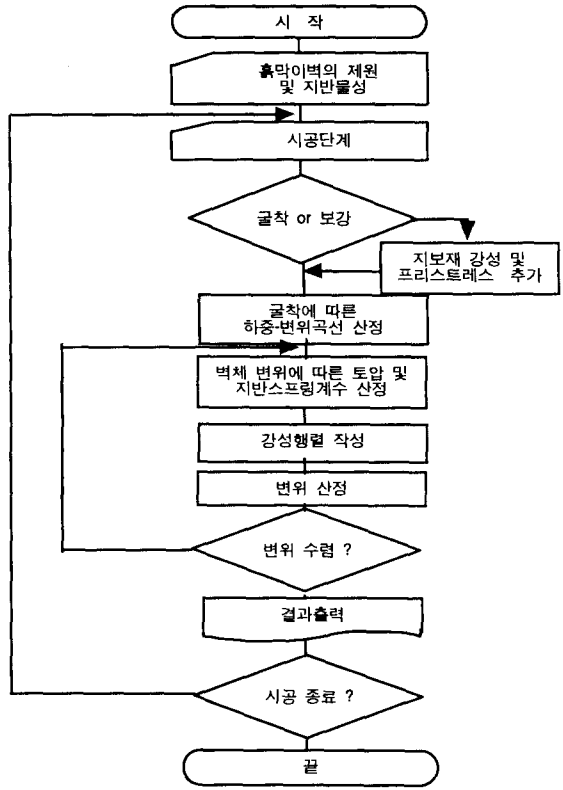 시 작
흙막이벽의 제원
및 지반물성
시공단계
굴착 or 보강
지보재 강성 및
프리스트레스 추가
굴착에 따른
하중-변위곡선 산정
벽체 변위에 따른 토압 및
지반스프링계수 산정
강성행렬 작성
변위 산정
변위 수렴 ?
결과출력
시공 종료 ?
끝